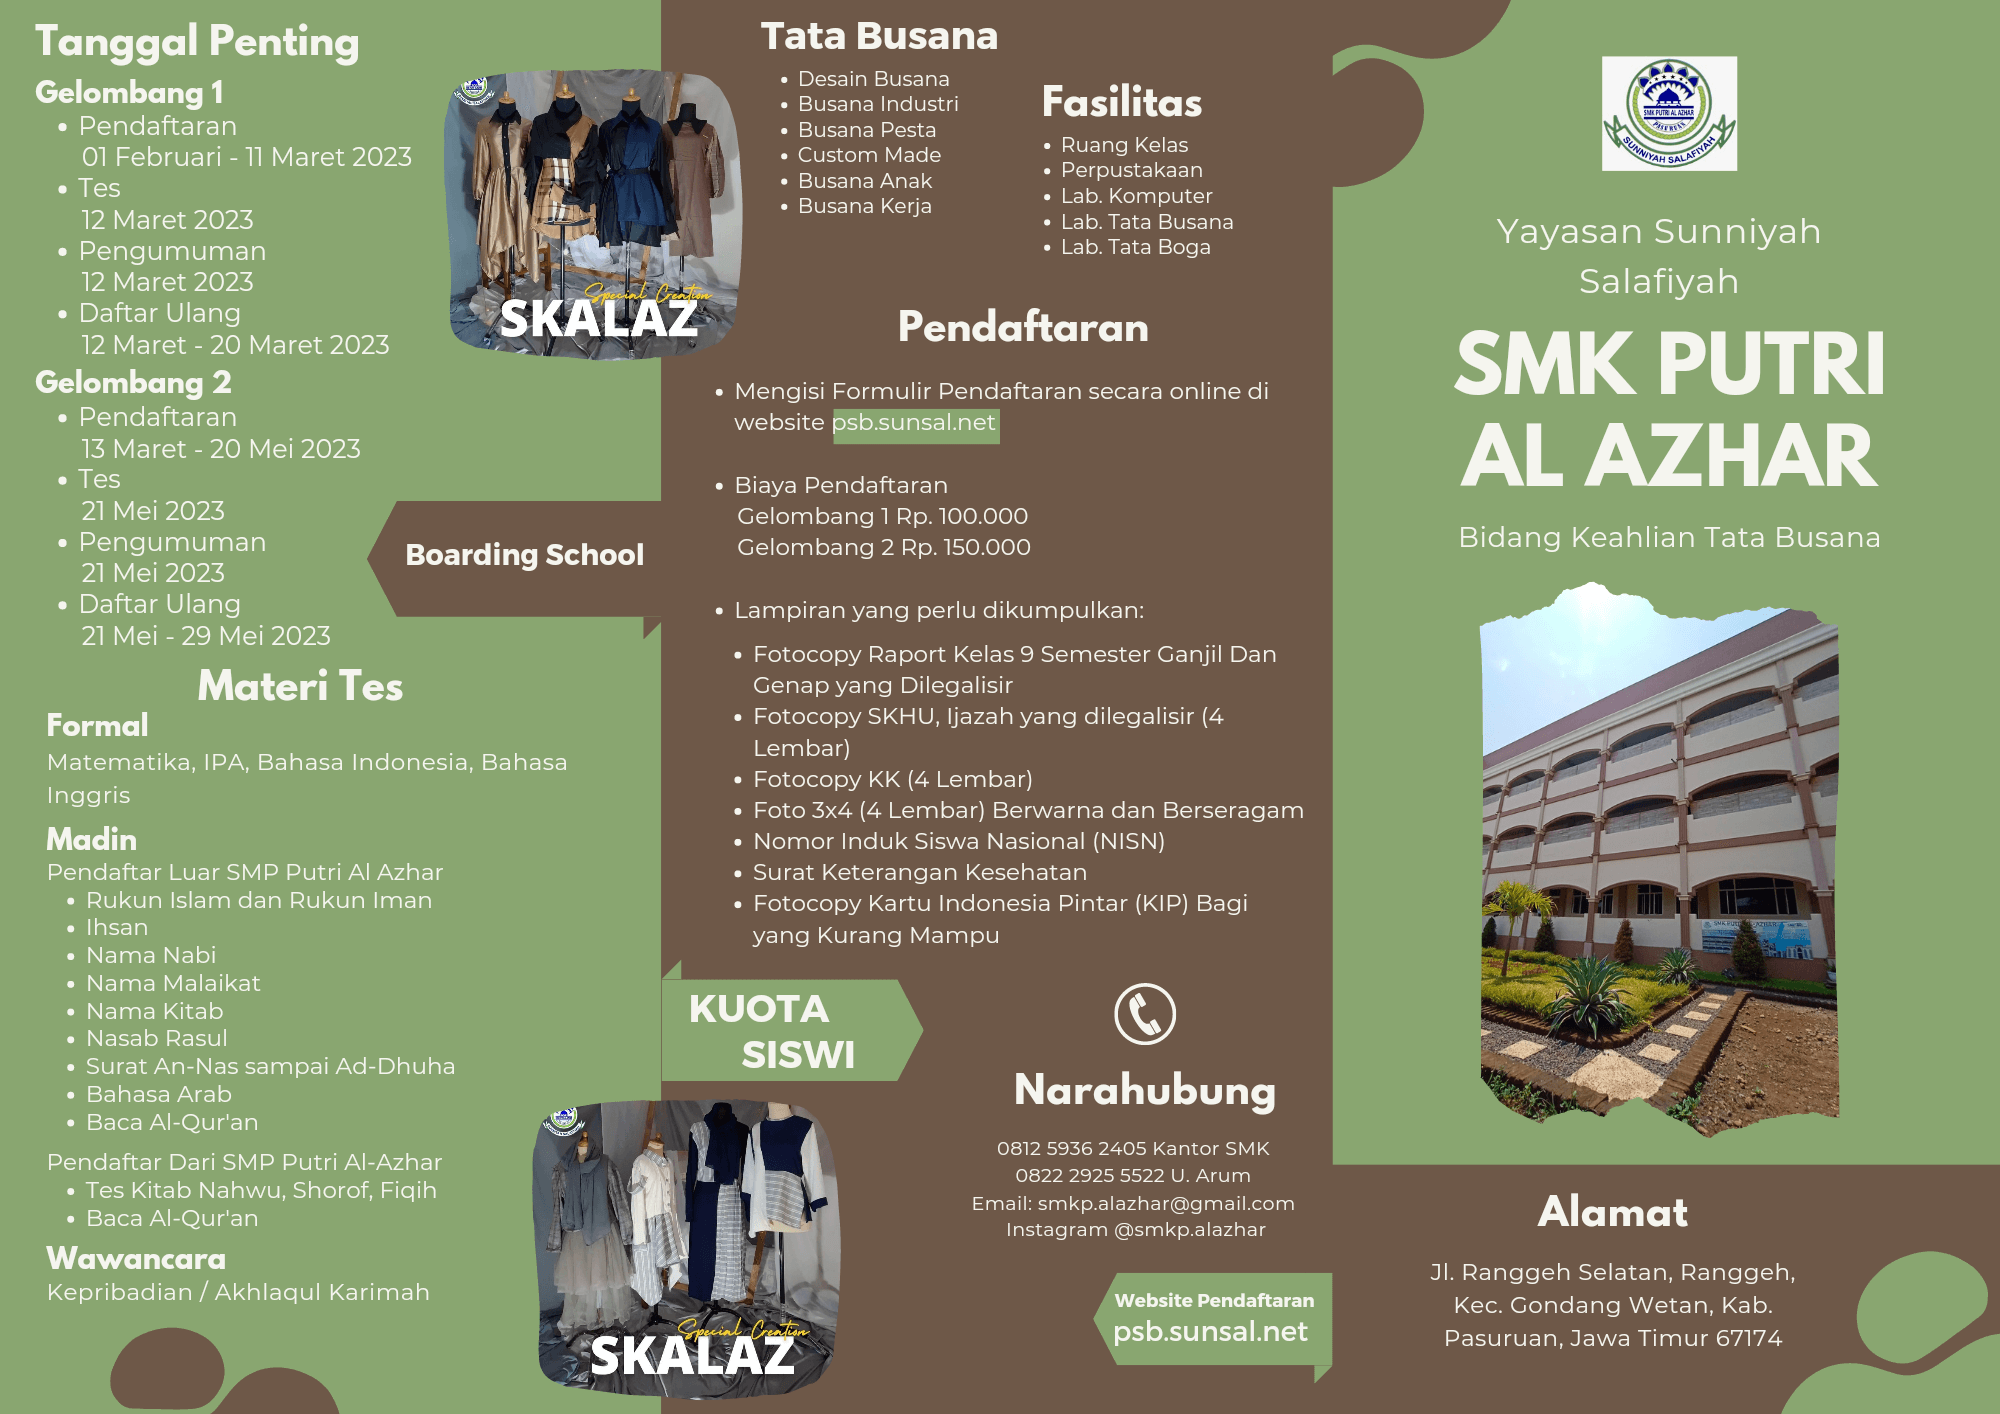 Tanggal Penting
Gelombang 1
• Pendaftaran
01 Februari - 11 Maret 2023
• Tes
12 Maret 2023
• Pengumuman
12 Maret 2023
• Daftar Ulang
12 Maret - 20 Maret 2023
Gelombang 2
• Pendaftaran
13 Maret - 20 Mei 2023
• Tes
21 Mei 2023
• Pengumuman
21 Mei 2023
• Daftar Ulang
21 Mei - 29 Mei 2023
Materi Tes
Formal
Matematika, IPA, Bahasa Indonesia, Bahasa
Inggris
Madin
Pendaftar Luar SMP Putri Al Azhar
• Rukun Islam dan Rukun Iman
• Ihsan
• Nama Nabi
• Nama Malaikat
• Nama Kitab
• Nasab Rasul
• Surat An-Nas sampai Ad-Dhuha
• Bahasa Arab
• Baca Al-Qur'an
Pendaftar Dari SMP Putri Al-Azhar
• Tes Kitab Nahwu, Shorof, Fiqih
• Baca Al-Qur'an
Wawancara
Kepribadian / Akhlaqul Karimah
Special Creation
SKALAZ
Boarding School
Tata Busana
• Desain Busana
• Busana Industri
• Busana Pesta
• Custom Made
• Busana Anak
• Busana Kerja
Fasilitas
• Ruang Kelas
• Perpustakaan
• Lab. Komputer
• Lab. Tata Busana
• Lab. Tata Boga
Pendaftaran
• Mengisi Formulir Pendaftaran secara online di
website psb.sunsal.net
• Biaya Pendaftaran
Gelombang 1 Rp. 100.000
Gelombang 2 Rp. 150.000
• Lampiran yang perlu dikumpulkan:
• Fotocopy Raport Kelas 9 Semester Ganjil Dan
Genap yang Dilegalisir
• Fotocopy SKHU, Ijazah yang dilegalisir (4
Lembar)
• Fotocopy KK (4 Lembar)
• Foto 3x4 (4 Lembar) Berwarna dan Berseragam
• Nomor Induk Siswa Nasional (NISN)
• Surat Keterangan Kesehatan
• Fotocopy Kartu Indonesia Pintar (KIP) Bagi
yang Kurang Mampu
KUOTA
SISWI
Special Creation
SKALAZ
Narahubung
0812 5936 2405 Kantor SMK
0822 2925 5522 U. Arum
Email: smkp.alazhar@gmail.com
Instagram @smkp.alazhar
Website Pendaftaran
psb.sunsal.net
SMK PUTRI AL AZHAR
PASURUAN
SUNNIYAH SALAFIYAH
Yayasan Sunniyah
Salafiyah
SMK PUTRI
AL AZHAR
Bidang Keahlian Tata Busana
SMK PUTRI AL-AZHAR
Alamat
Jl. Ranggeh Selatan, Ranggeh,
Kec. Gondang Wetan, Kab.
Pasuruan, Jawa Timur 67174